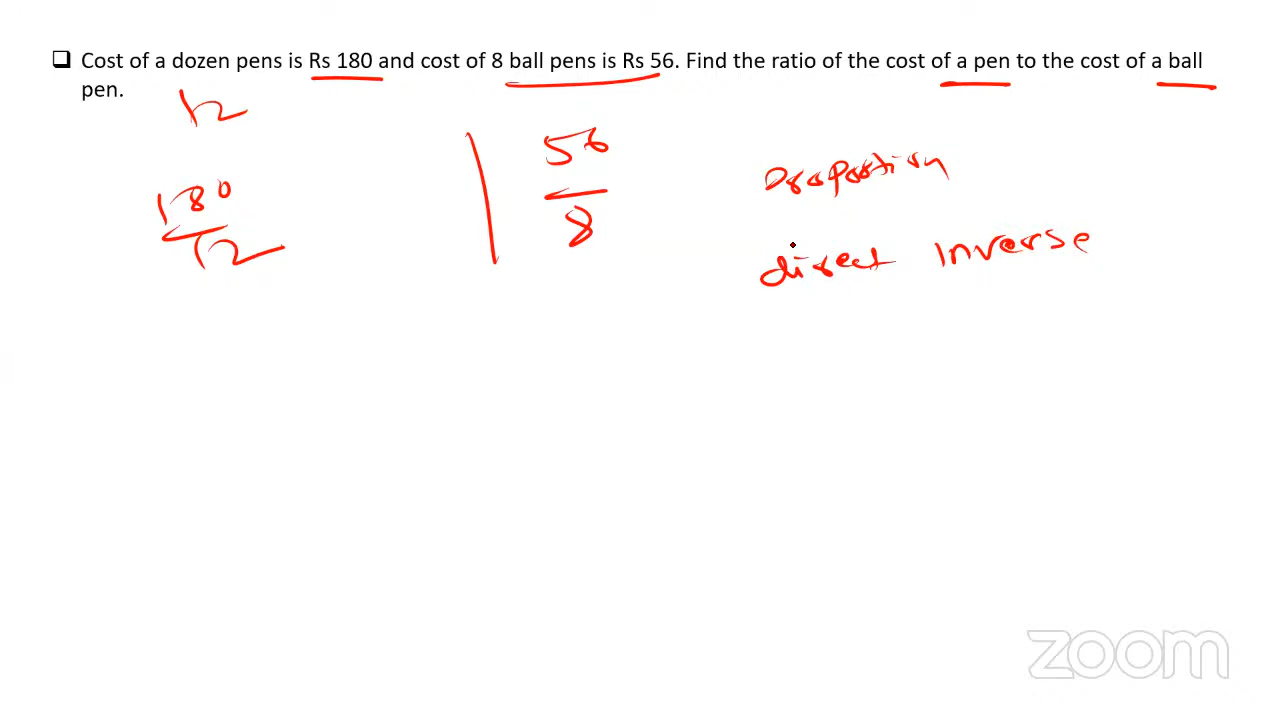 ❑ Cost of a dozen pens is Rs 180 and cost of 8 ball pens is Rs 56. Find the ratio of the cost of a pen to the cost of a ball
pen.
12
180
12
56
8
Proportion
direct Inverse
zoom